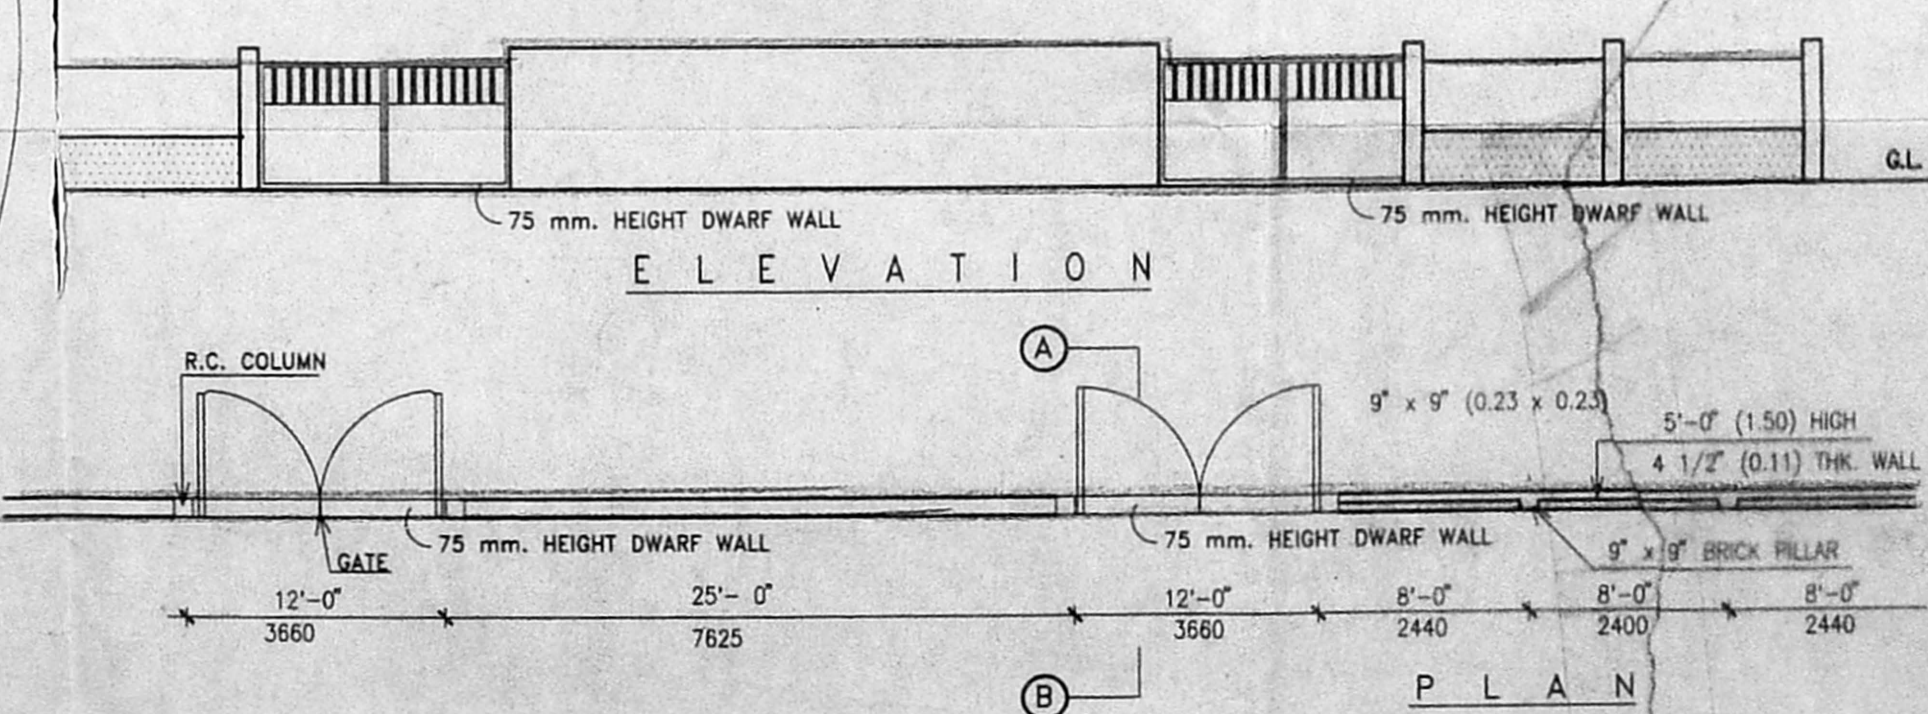 G.L.
75 mm. HEIGHT DWARF WALL
75 mm. HEIGHT DWARF WALL
ELEVATION
A
R.C. COLUMN
9" x 9" (0.23 x 0.23)
5'-0" (1.50) HIGH
4 1/2" (0.11) THK. WALL
75 mm. HEIGHT DWARF WALL
75 mm. HEIGHT DWARF WALL
9" x 9" BRICK PILLAR
GATE
12'-0" 25'- 0" 12'-0" 8'-0" 8'-0" 8'-0"
3660 7625 3660 2440 2400 2440
B
PLAN